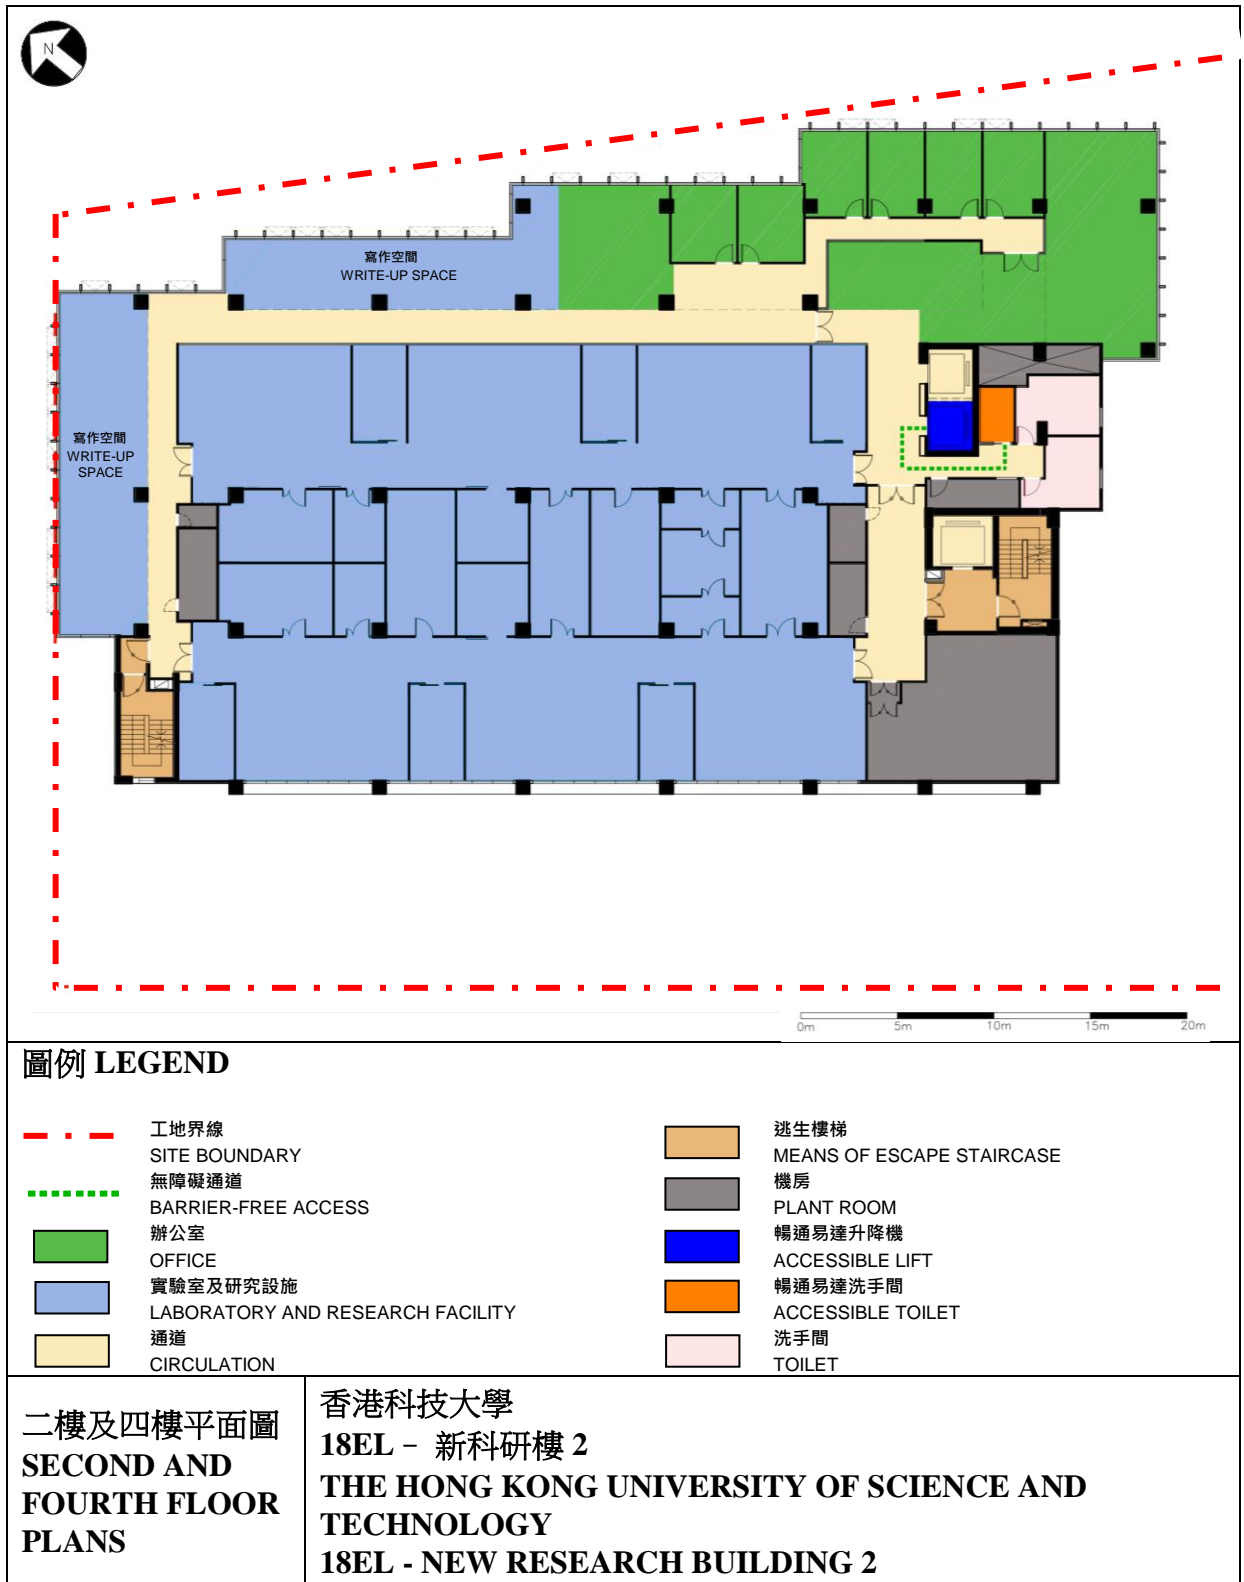 N
寫作空間
WRITE-UP SPACE
寫作空間
WRITE-UP
SPACE
0m 5m 10m 15m 20m
圖例 LEGEND
工地界線
SITE BOUNDARY
無障礙通道
BARRIER-FREE ACCESS
辦公室
OFFICE
實驗室及研究設施
LABORATORY AND RESEARCH FACILITY
通道
CIRCULATION
逃生樓梯
MEANS OF ESCAPE STAIRCASE
機房
PLANT ROOM
暢通易達升降機
ACCESSIBLE LIFT
暢通易達洗手間
ACCESSIBLE TOILET
洗手間
TOILET
二樓及四樓平面圖
SECOND AND
FOURTH FLOOR
PLANS
香港科技大學
18EL – 新科研樓 2
THE HONG KONG UNIVERSITY OF SCIENCE AND
TECHNOLOGY
18EL - NEW RESEARCH BUILDING 2